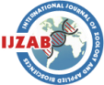 INTERNATIONAL JOURNAL OF ZOOLOGY AND APPLIED BIOSCIENCES
IJZAB